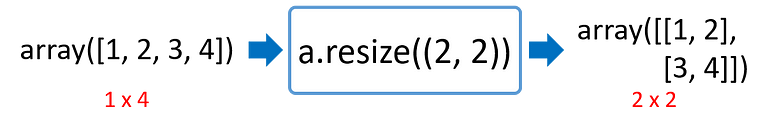 array([1, 2, 3, 4])
1 x 4
a.resize((2, 2))
array([[1, 2],
[3, 4]])
2 x 2